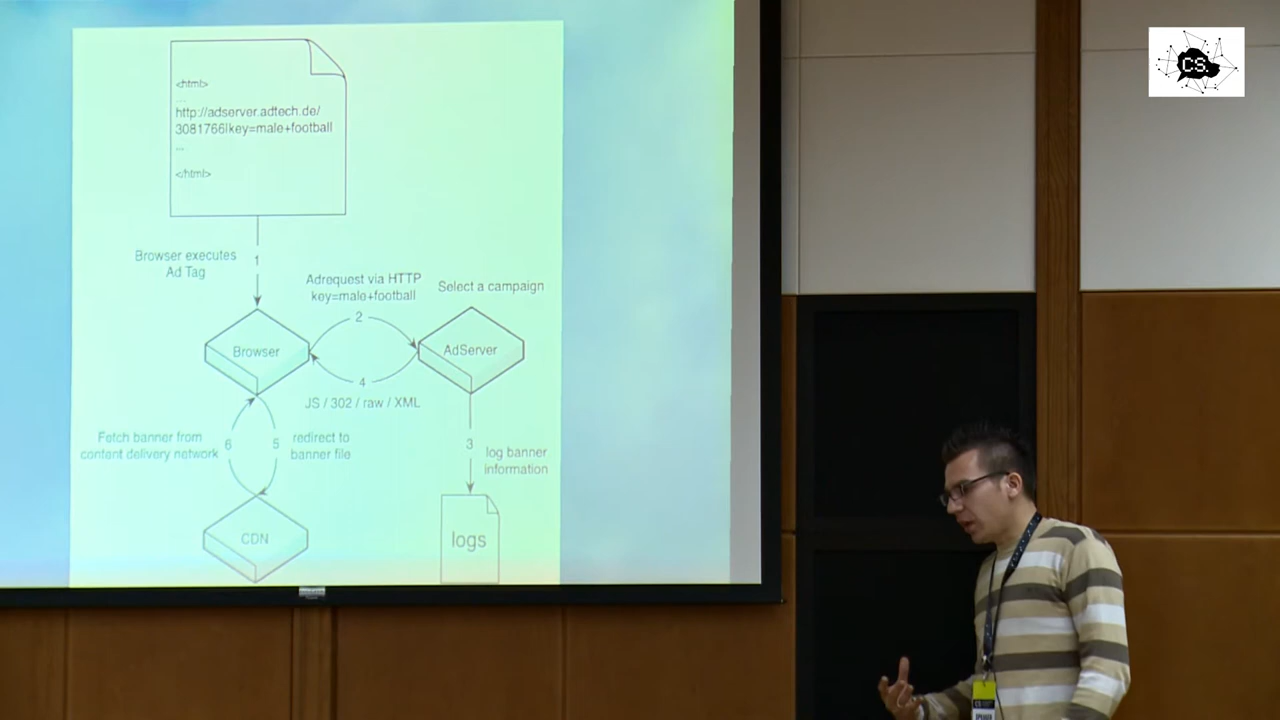 <html>
...
http://adserver.adtech.de/
3081766|key=male+football
...
</html>
Browser executes
Ad Tag
1
Adrequest via HTTP
key=male+football
Select a campaign
2
Browser
AdServer
4
JS / 302 / raw / XML
Fetch banner from
content delivery network
6
5
redirect to
banner file
3
log banner
information
CDN
logs
CS.